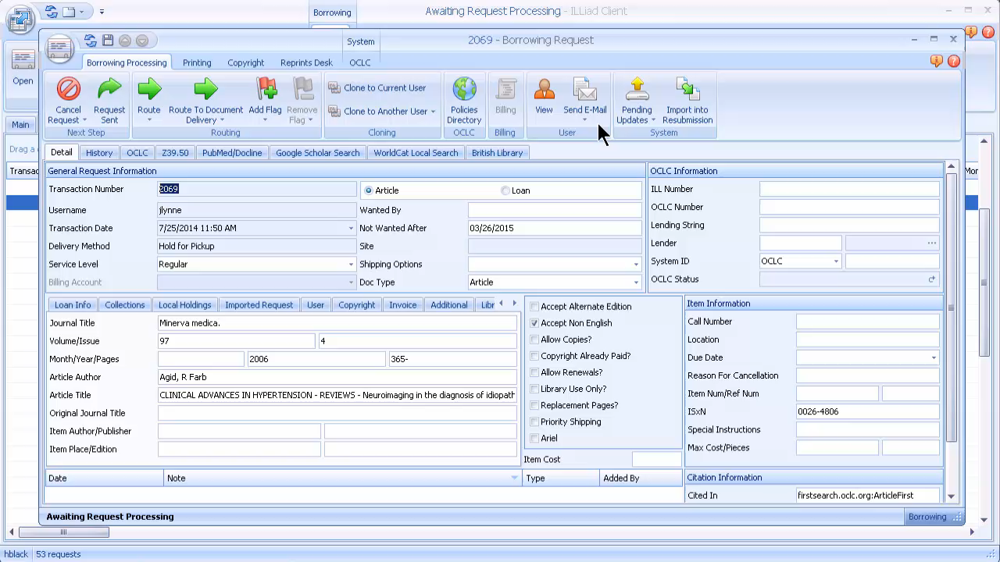 Borrowing
Awaiting Request Processing - ILLiad Client
System
2069 - Borrowing Request
Borrowing Processing Printing Copyright Reprints Desk OCLC
Open
Cancel Request
Request Sent
Next Step
Route
Route To Document Delivery
Add Flag
Remove Flag
Routing
Clone to Current User
Clone to Another User
Cloning
Policies Directory
OCLC
Billing
Billing
View
Send E-Mail
User
Pending Updates
Import into Resubmission
System
Main
Drag a
Transac
Mor
Detail History OCLC Z39.50 PubMed/Docline Google Scholar Search WorldCat Local Search British Library
General Request Information
Transaction Number 2069
Article Loan
Username jlynne
Wanted By
Transaction Date 7/25/2014 11:50 AM
Not Wanted After 03/26/2015
Delivery Method Hold for Pickup
Site
Service Level Regular
Shipping Options
Billing Account
Doc Type Article
OCLC Information
ILL Number
OCLC Number
Lending String
Lender
System ID OCLC
OCLC Status
Loan Info Collections Local Holdings Imported Request User Copyright Invoice Additional Libr
Journal Title Minerva medica.
Volume/Issue 97 4
Month/Year/Pages 2006 365-
Article Author Agid, R Farb
Article Title CLINICAL ADVANCES IN HYPERTENSION - REVIEWS - Neuroimaging in the diagnosis of idiopath
Original Journal Title
Item Author/Publisher
Item Place/Edition
Accept Alternate Edition
Accept Non English
Allow Copies?
Copyright Already Paid?
Allow Renewals?
Library Use Only?
Replacement Pages?
Priority Shipping
Ariel
Item Cost
Item Information
Call Number
Location
Due Date
Reason For Cancellation
Item Num/Ref Num
ISxN 0026-4806
Special Instructions
Max Cost/Pieces
Date Note Type Added By
Citation Information
Cited In firstsearch.oclc.org:ArticleFirst
Awaiting Request Processing
Borrowing
hblack 53 requests